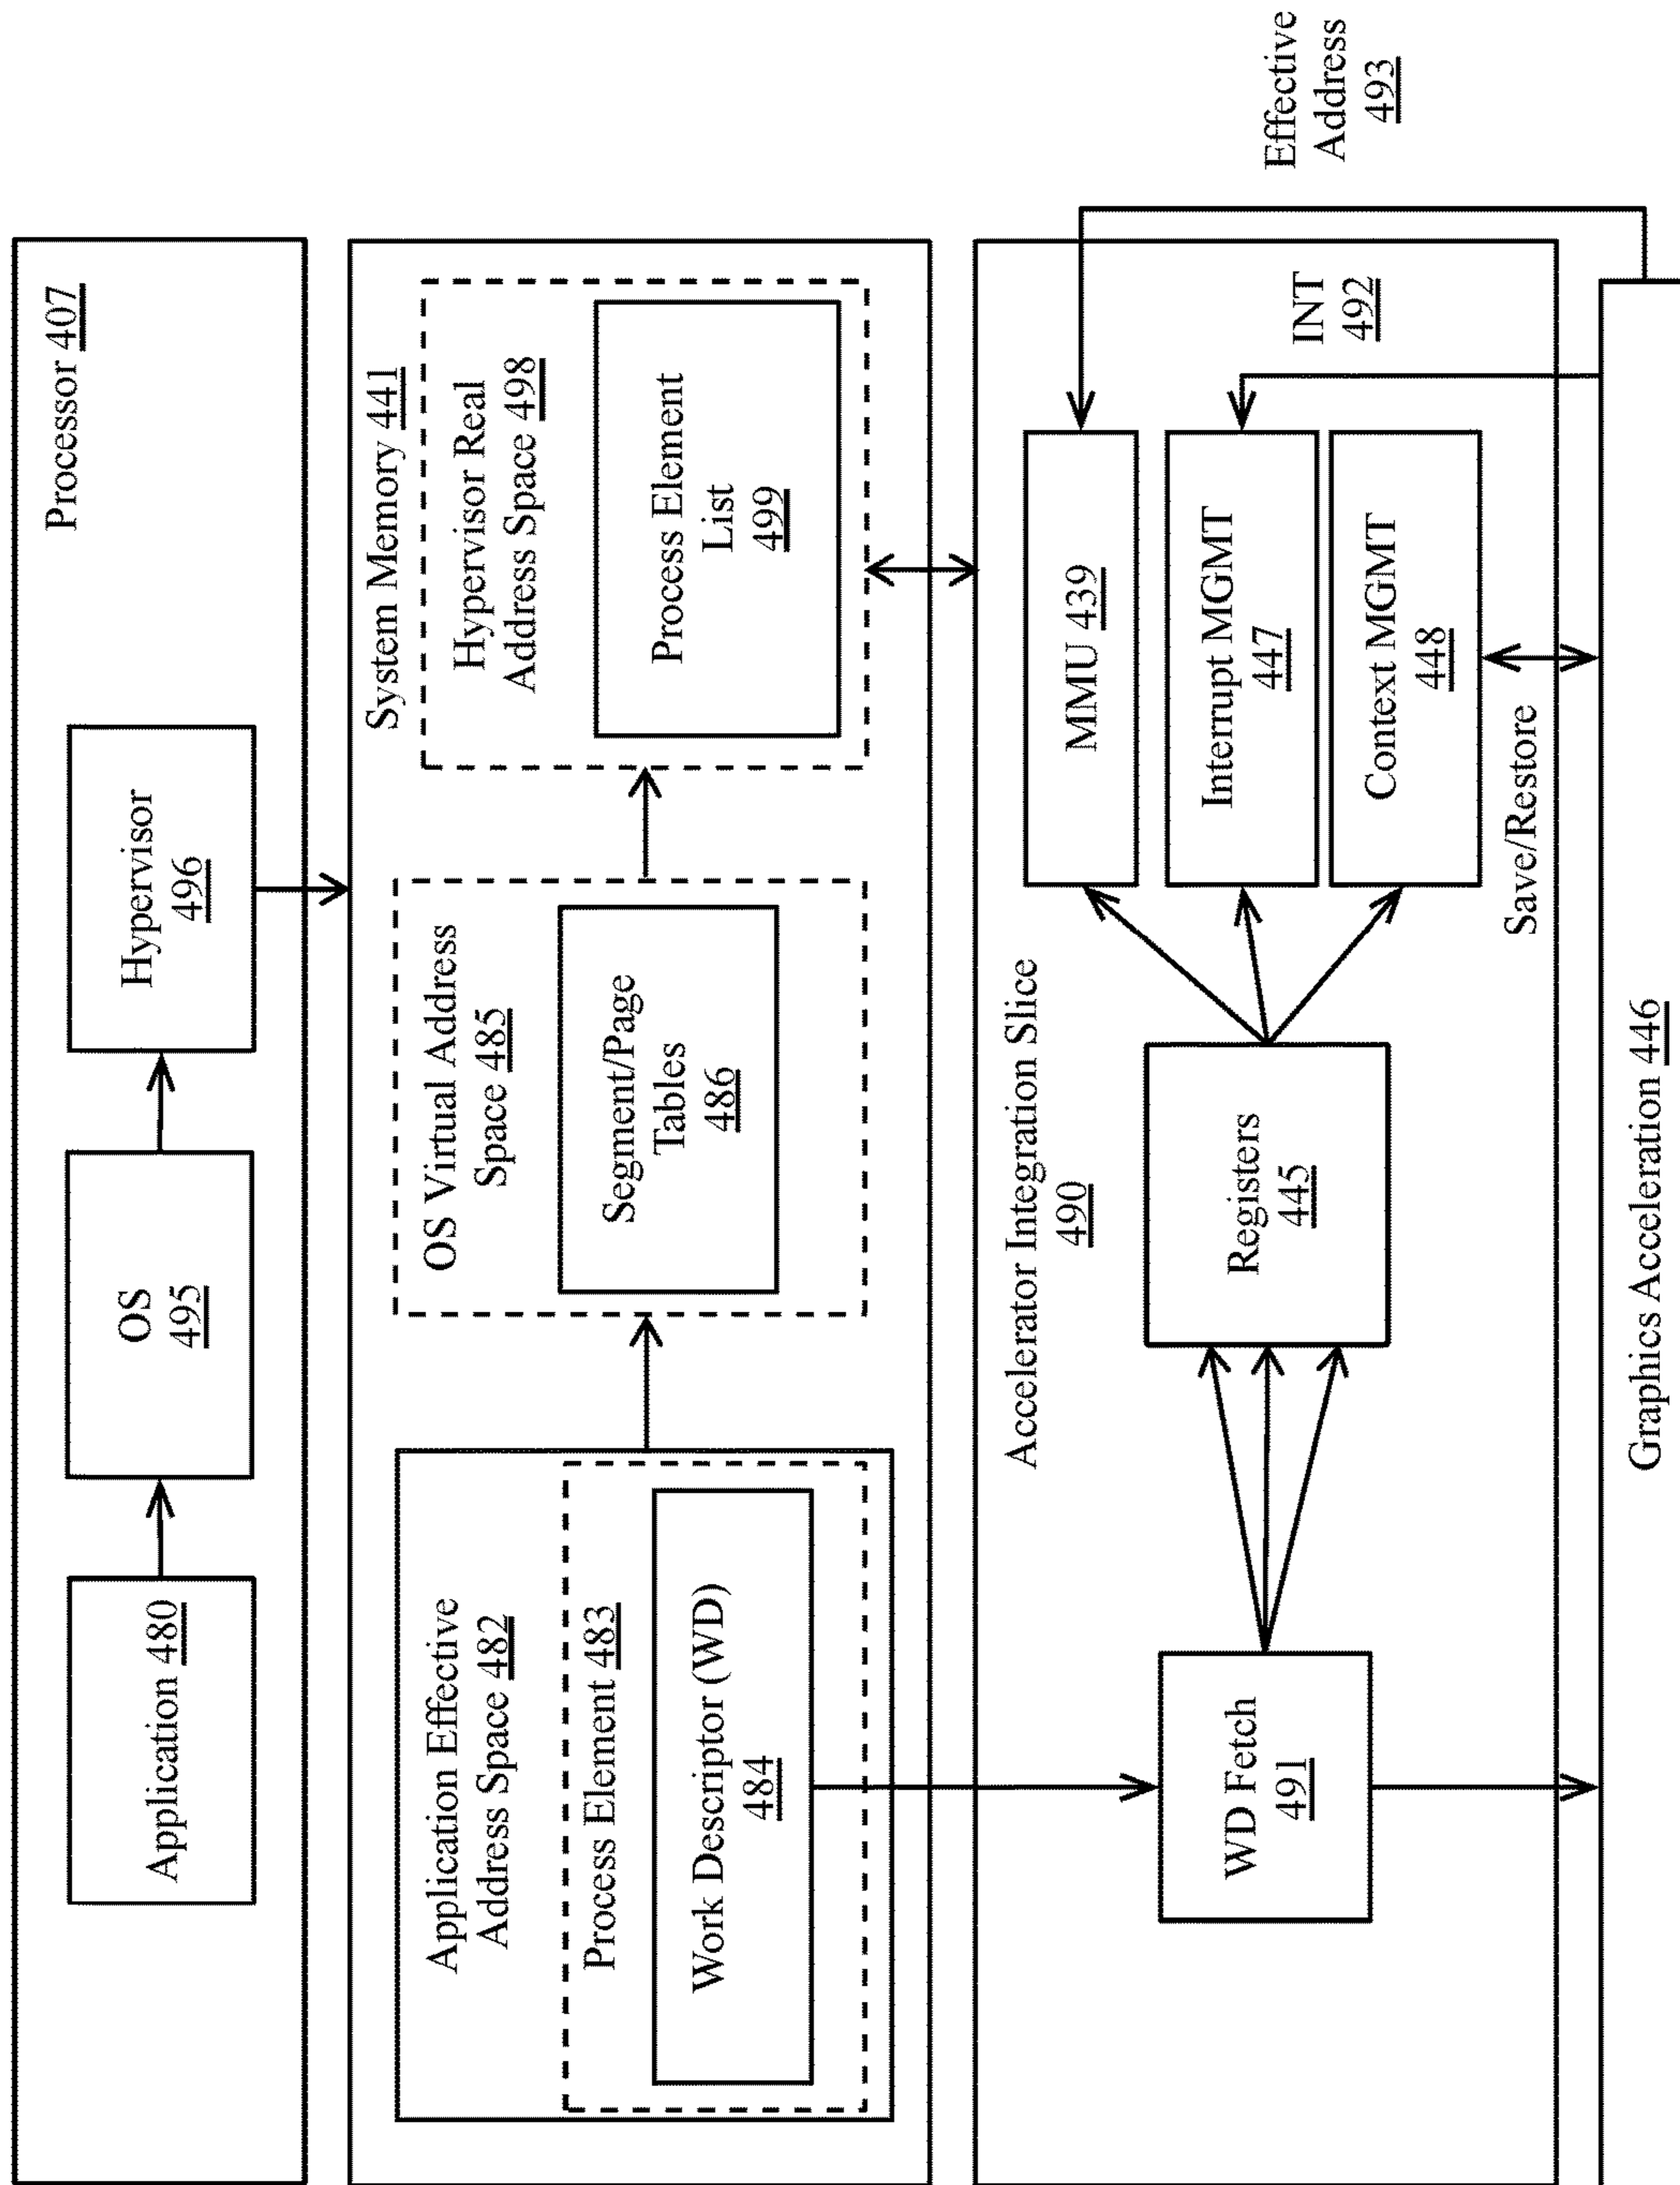 Processor 407
Application 480
OS
495
Hypervisor
496
System Memory 441
Application Effective
Address Space 482
Process Element 483
Work Descriptor (WD)
484
OS Virtual Address
Space 485
Segment/Page
Tables
486
Hypervisor Real
Address Space 498
Process Element
List
499
Accelerator Integration Slice
490
WD Fetch
491
Registers
445
MMU 439
Interrupt MGMT
447
Context MGMT
448
INT
492
Effective
Address
493
Save/Restore
Graphics Acceleration 446